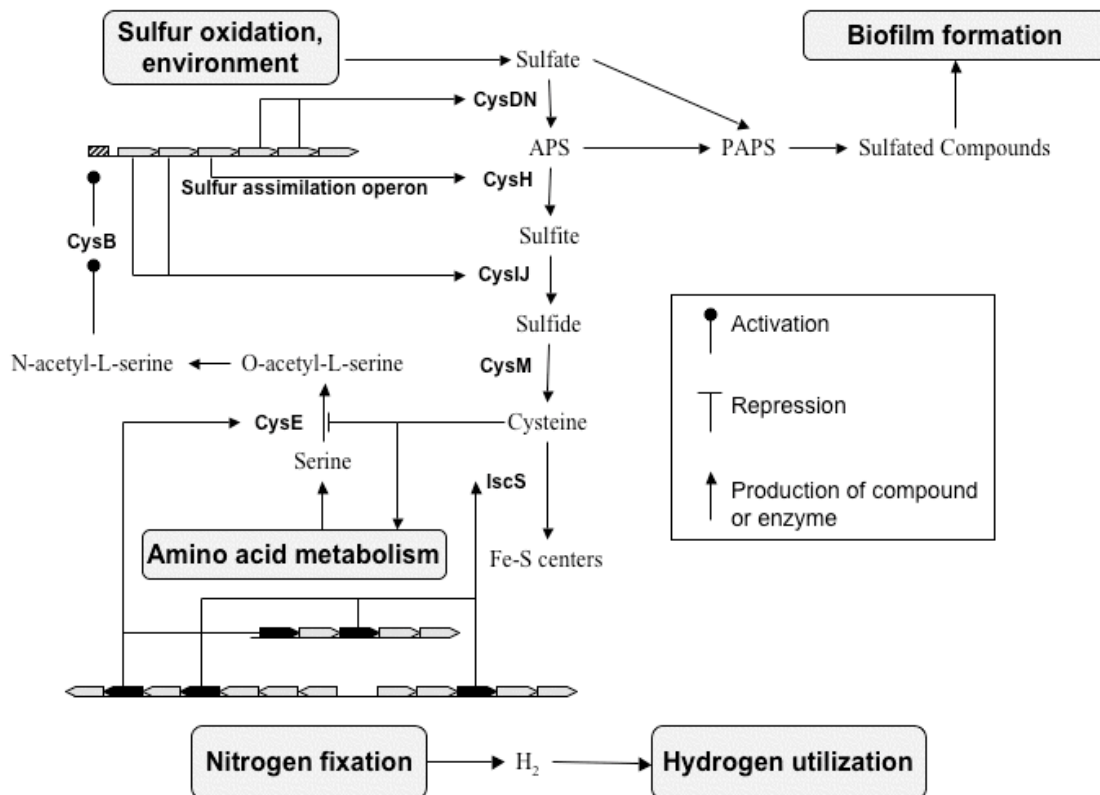 Sulfur oxidation,
environment
Sulfate
Biofilm formation
CysDN
APS
PAPS
Sulfated Compounds
Sulfur assimilation operon
CysH
CysB
Sulfite
CysIJ
Sulfide
Activation
N-acetyl-L-serine
O-acetyl-L-serine
CysM
Repression
CysE
Cysteine
Serine
IscS
Production of compound
or enzyme
Amino acid metabolism
Fe-S centers
Nitrogen fixation
H₂
Hydrogen utilization